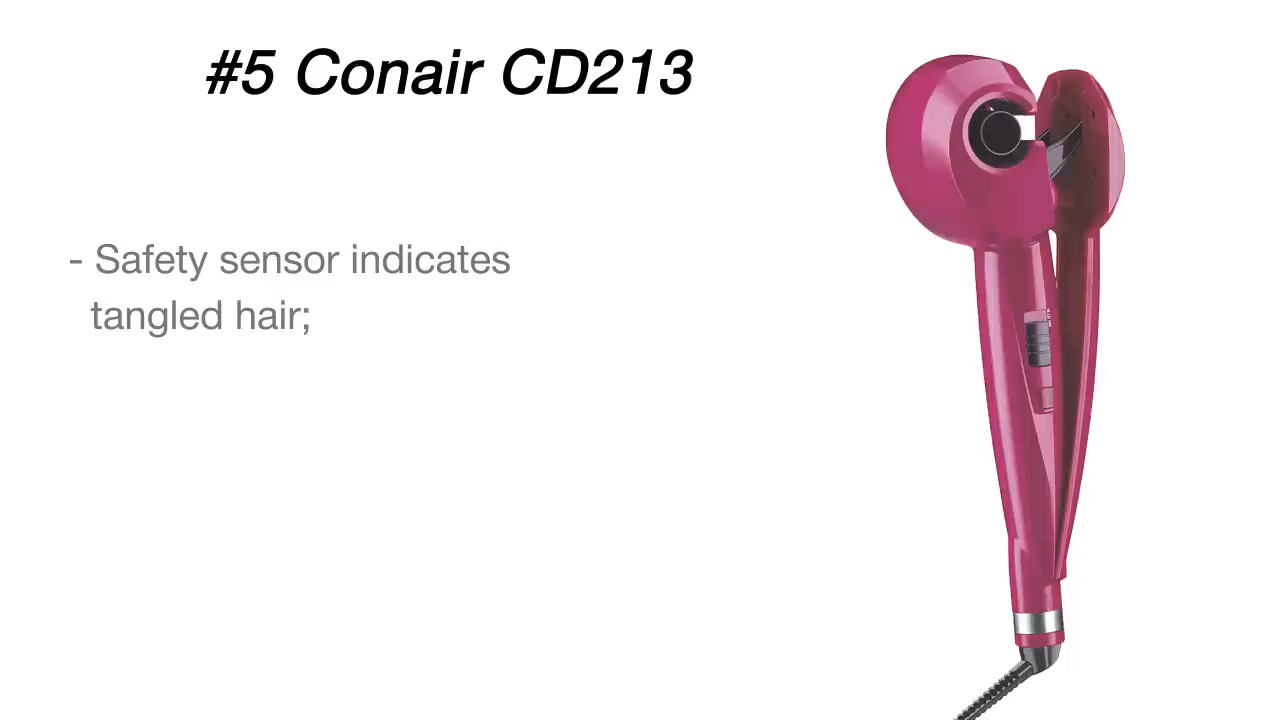 #5 Conair CD213
- Safety sensor indicates
tangled hair;